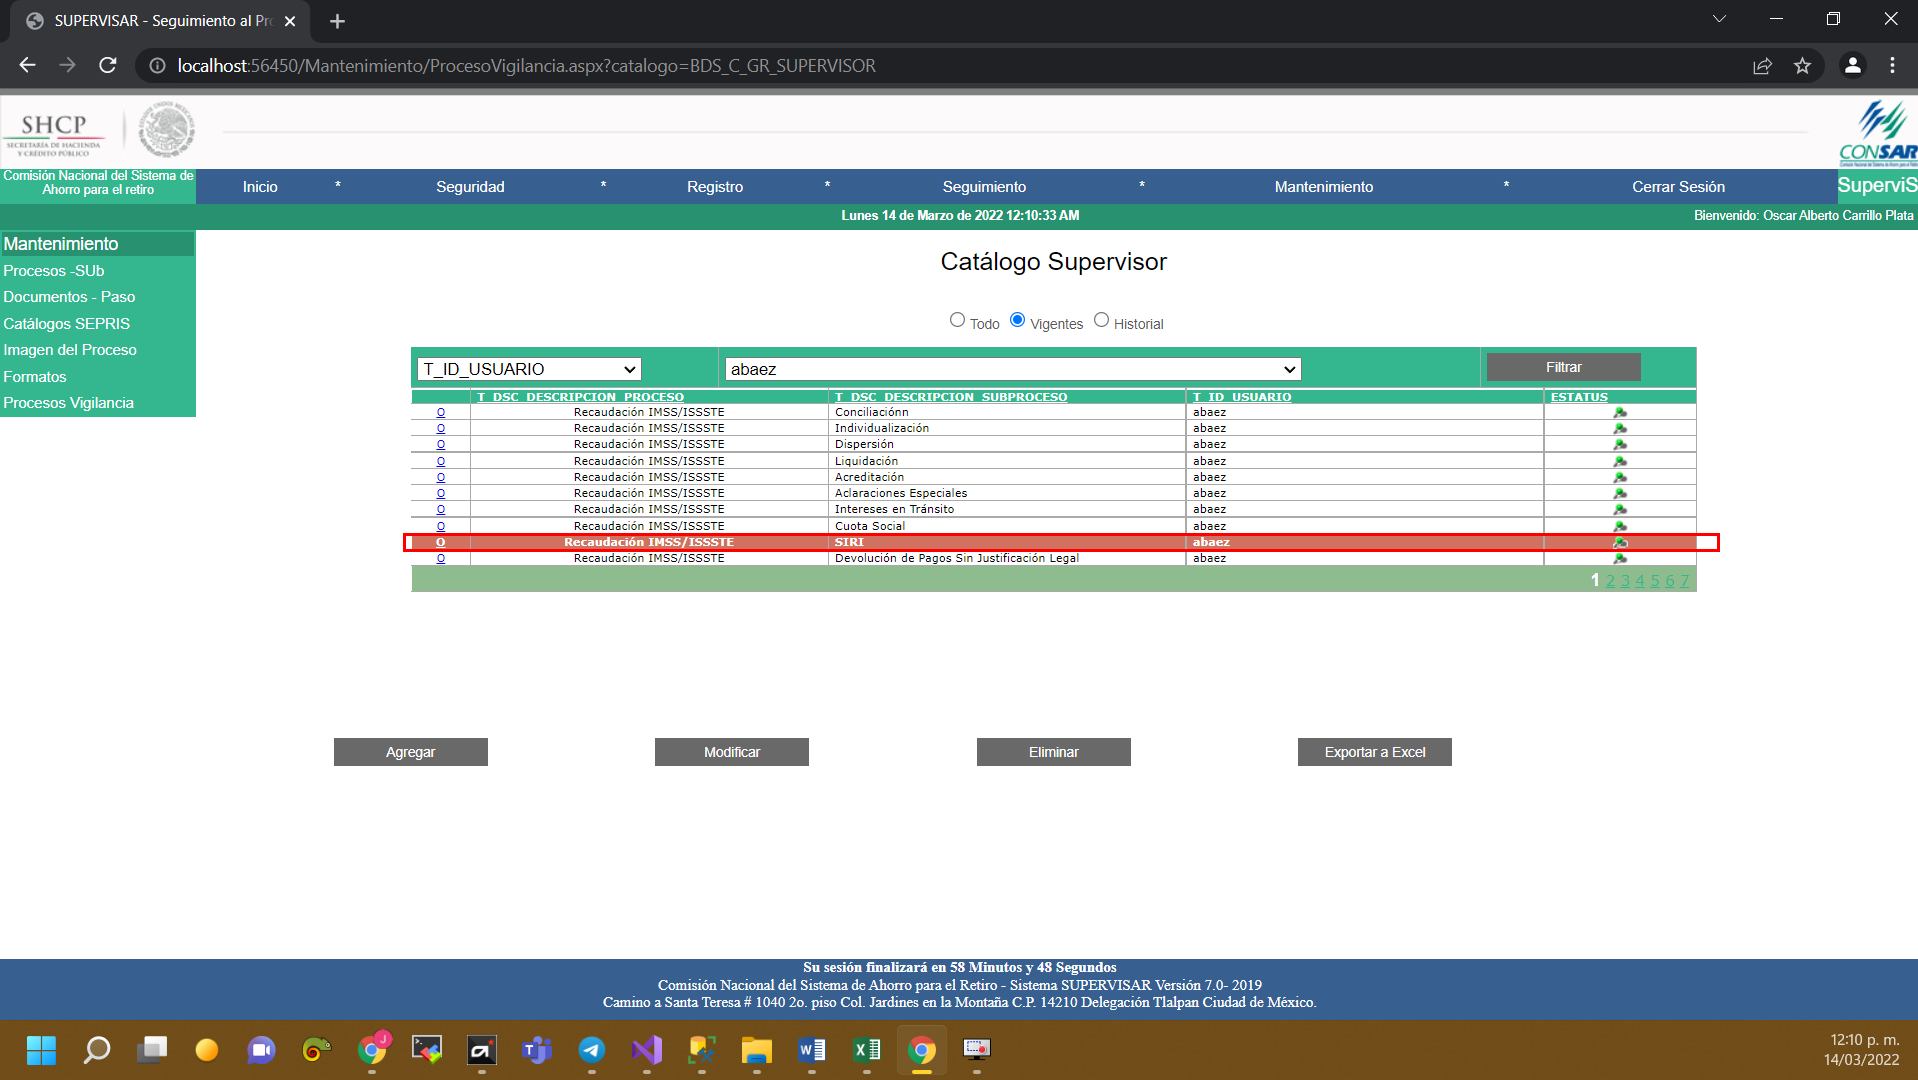 SUPERVISAR - Seguimiento al Pro
localhost:56450/Mantenimiento/ProcesoVigilancia.aspx?catalogo=BDS_C_GR_SUPERVISOR
SHCP
SECRETARÍA DE HACIENDA
Y CRÉDITO PÚBLICO
CONSAR
Comisión Nacional del Sistema de
Ahorro para el retiro
Inicio * Seguridad * Registro * Seguimiento * Mantenimiento * Cerrar Sesión
SuperviS
Lunes 14 de Marzo de 2022 12:10:33 AM
Bienvenido: Oscar Alberto Carrillo Plata
Mantenimiento
Procesos -SUb
Documentos - Paso
Catálogos SEPRIS
Imagen del Proceso
Formatos
Procesos Vigilancia
Catálogo Supervisor
Todo Vigentes Historial
T_ID_USUARIO abaez Filtrar
T_DSC_DESCRIPCION_PROCESO T_DSC_DESCRIPCION_SUBPROCESO T_ID_USUARIO ESTATUS
O Recaudación IMSS/ISSSTE Conciliaciónn abaez
O Recaudación IMSS/ISSSTE Individualización abaez
O Recaudación IMSS/ISSSTE Dispersión abaez
O Recaudación IMSS/ISSSTE Liquidación abaez
O Recaudación IMSS/ISSSTE Acreditación abaez
O Recaudación IMSS/ISSSTE Aclaraciones Especiales abaez
O Recaudación IMSS/ISSSTE Intereses en Tránsito abaez
O Recaudación IMSS/ISSSTE Cuota Social abaez
O Recaudación IMSS/ISSSTE SIRI abaez
O Recaudación IMSS/ISSSTE Devolución de Pagos Sin Justificación Legal abaez
1 2 3 4 5 6 7
Agregar Modificar Eliminar Exportar a Excel
Su sesión finalizará en 58 Minutos y 48 Segundos
Comisión Nacional del Sistema de Ahorro para el Retiro - Sistema SUPERVISAR Versión 7.0- 2019
Camino a Santa Teresa # 1040 2o. piso Col. Jardines en la Montaña C.P. 14210 Delegación Tlalpan Ciudad de México.
J
12:10 p. m.
14/03/2022